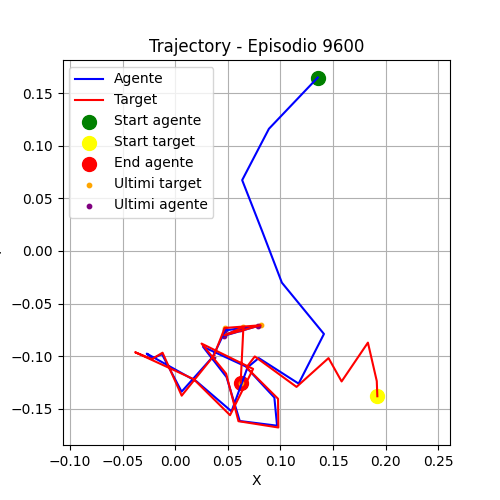 Trajectory - Episodio 9600
Agente
Target
Start agente
Start target
End agente
Ultimi target
Ultimi agente
0.15
0.10
0.05
0.00
−0.05
−0.10
−0.15
−0.10 −0.05 0.00 0.05 0.10 0.15 0.20 0.25
X